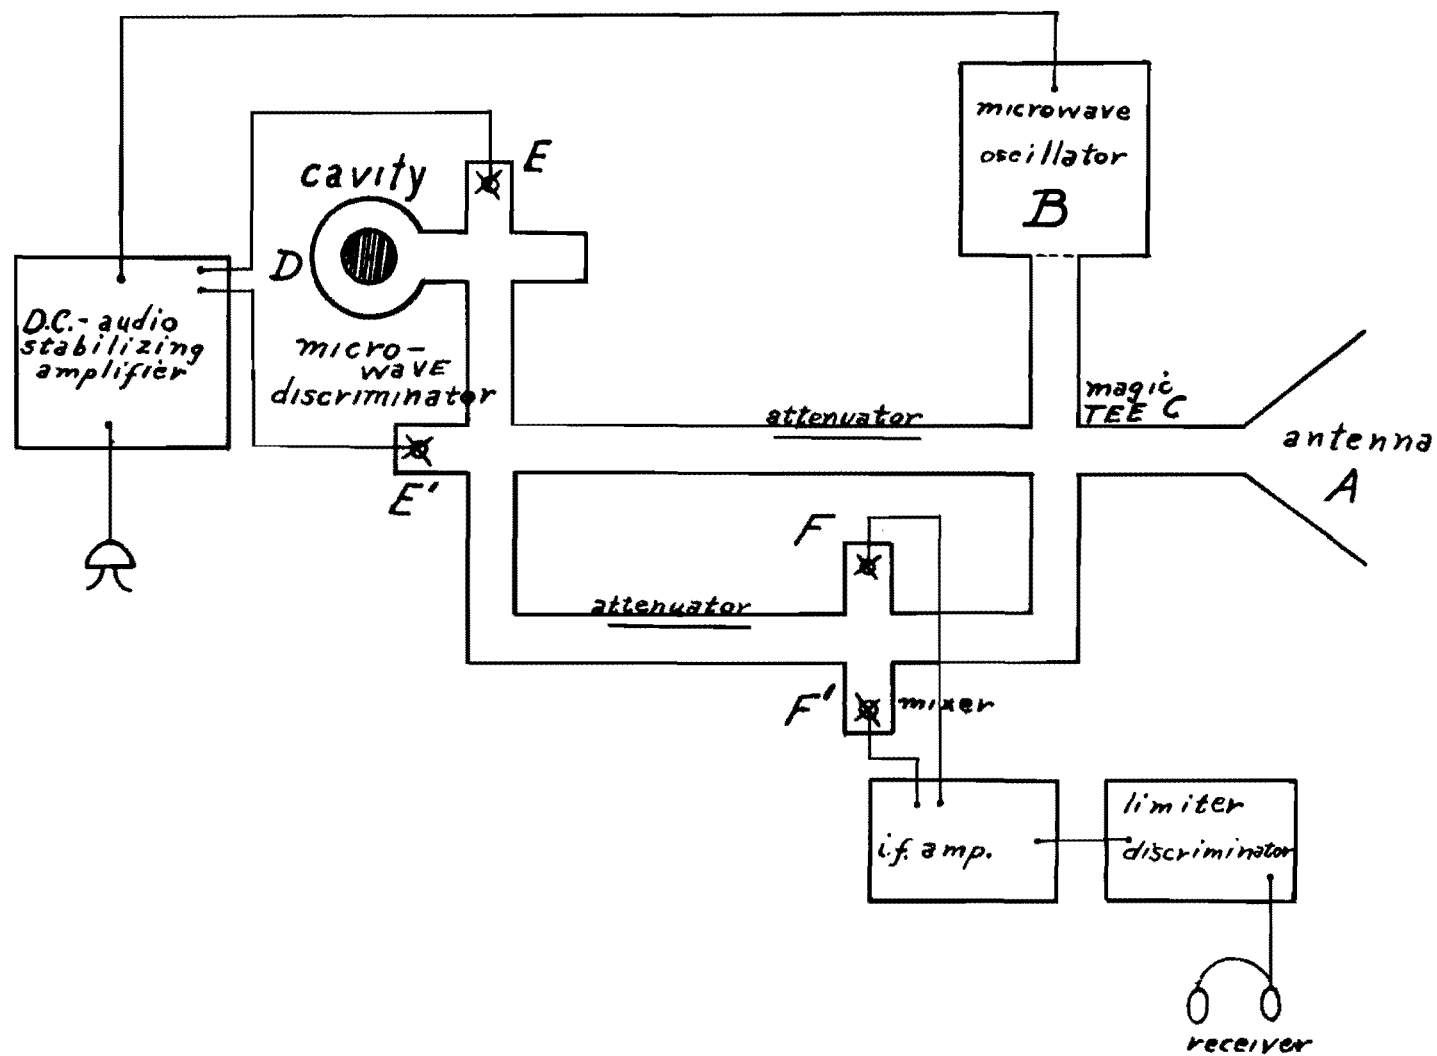 microwave
oscillator
B
E
cavity
D
D.C.-audio
stabilizing
amplifier
micro-
wave
discriminator
E'
attenuator
magic
TEE C
antenna
A
F
attenuator
F'
mixer
i.f. amp.
limiter
discriminator
receiver